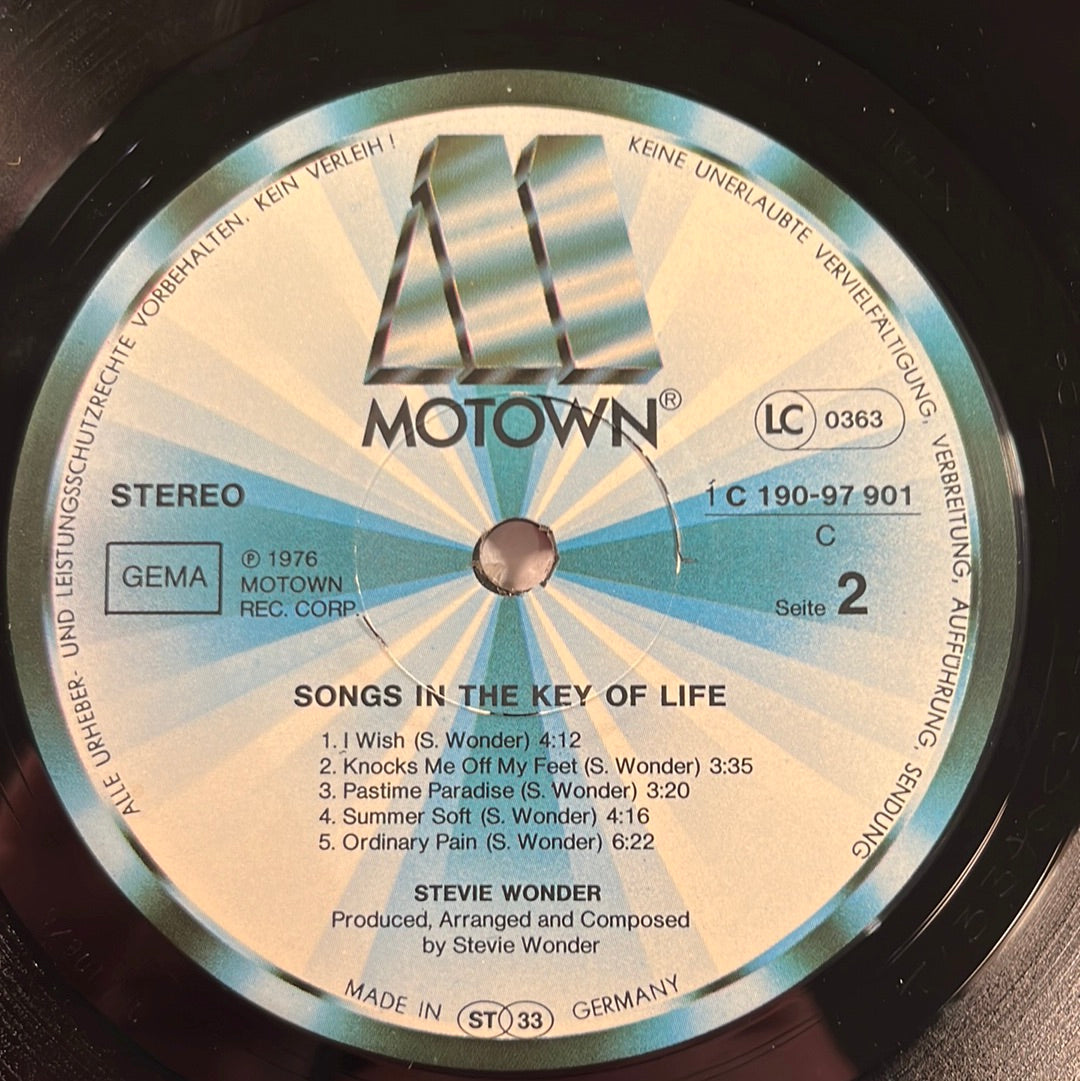 ALLE URHEBER- UND LEISTUNGSSCHUTZRECHTE VORBEHALTEN. KEIN VERLEIH!
KEINE UNERLAUBTE VERVIELFÄLTIGUNG, VERBREITUNG, AUFFÜHRUNG, SENDUNG
MOTOWN®
LC 0363
STEREO
1 C 190-97 901
C
GEMA
℗ 1976
MOTOWN
REC. CORP.
Seite 2
SONGS IN THE KEY OF LIFE
1. I Wish (S. Wonder) 4:12
2. Knocks Me Off My Feet (S. Wonder) 3:35
3. Pastime Paradise (S. Wonder) 3:20
4. Summer Soft (S. Wonder) 4:16
5. Ordinary Pain (S. Wonder) 6:22
STEVIE WONDER
Produced, Arranged and Composed
by Stevie Wonder
MADE IN ST 33 GERMANY